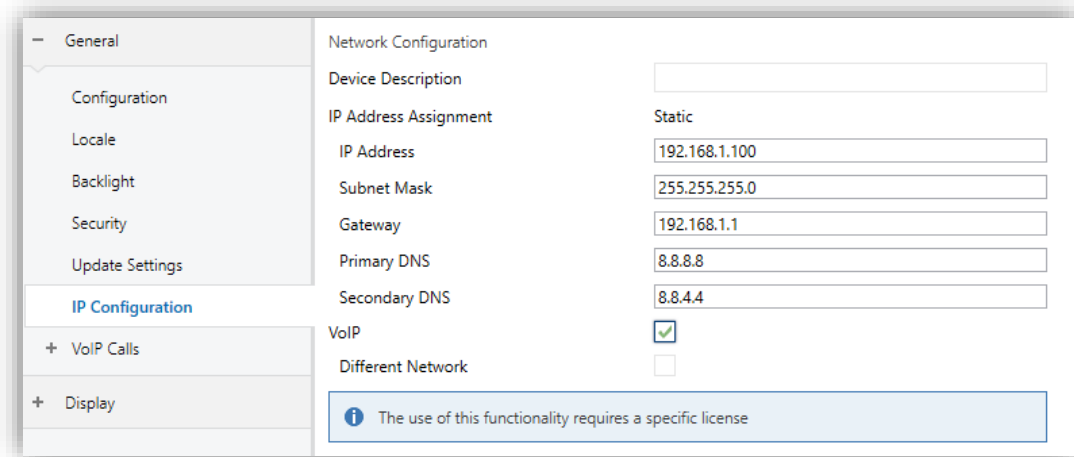 − General
Configuration
Locale
Backlight
Security
Update Settings
IP Configuration
+ VoIP Calls
+ Display
Network Configuration
Device Description
IP Address Assignment Static
IP Address 192.168.1.100
Subnet Mask 255.255.255.0
Gateway 192.168.1.1
Primary DNS 8.8.8.8
Secondary DNS 8.8.4.4
VoIP
Different Network
The use of this functionality requires a specific license